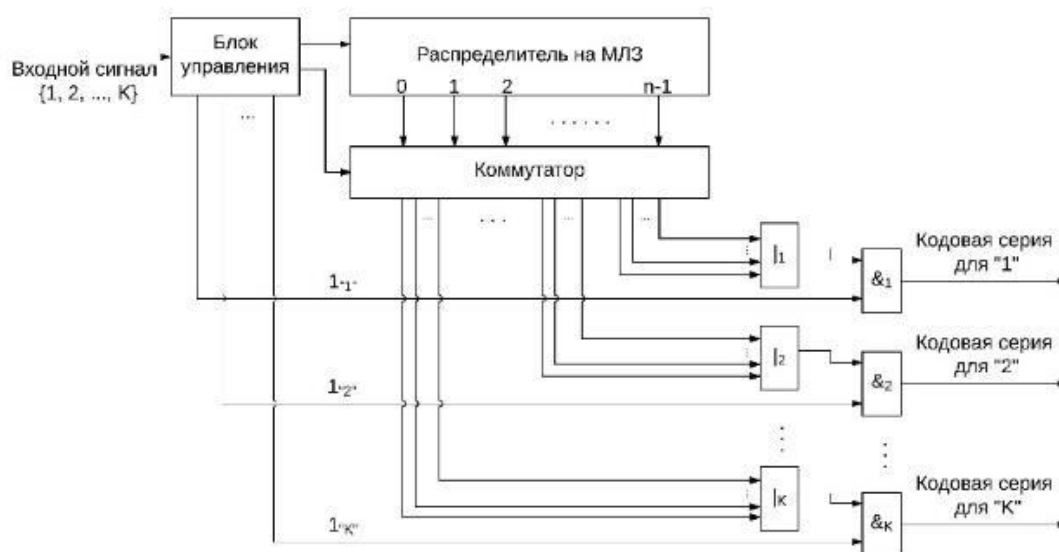 Блок
управления
Входной сигнал
{1, 2, ..., K}
Распределитель на МЛЗ
0 1 2 n-1
...
. . . . . .
Коммутатор
... . . . ... ...
|1
Кодовая серия
для "1"
1"1"
&1
|2
Кодовая серия
для "2"
1"2"
&2
|K
Кодовая серия
для "K"
1"K"
&K